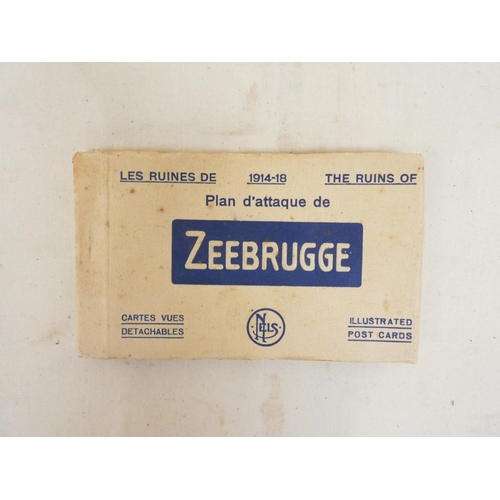 LES RUINES DE 1914-18 THE RUINS OF
Plan d'attaque de
ZEEBRUGGE
CARTES VUES
DETACHABLES
NELS
ILLUSTRATED
POST CARDS